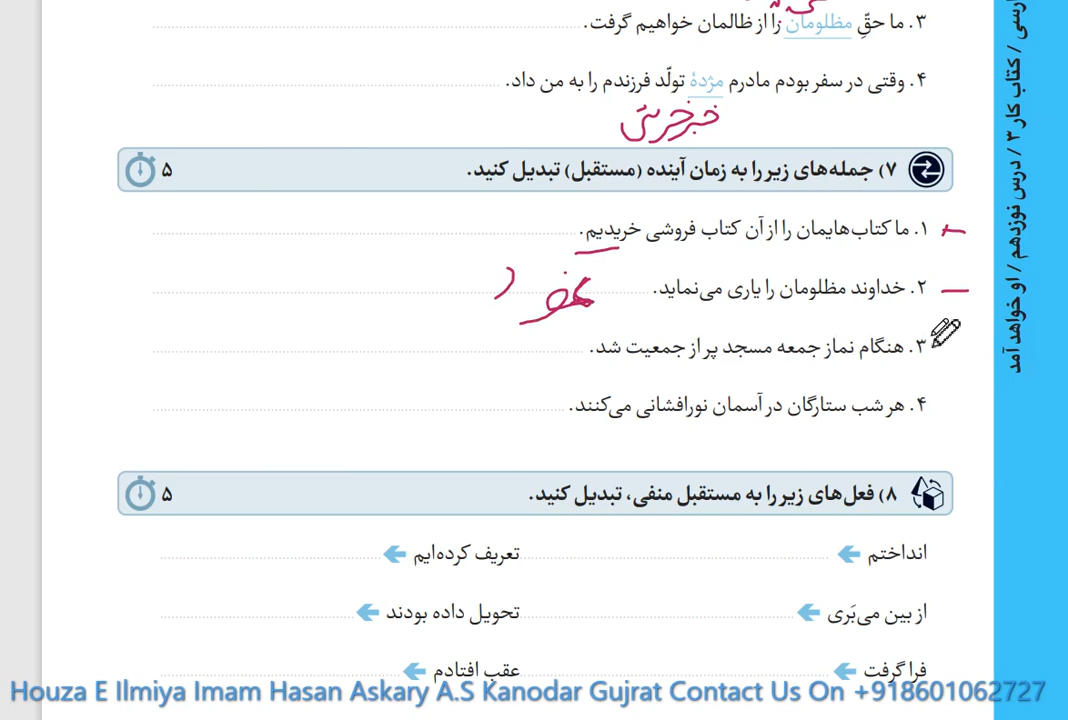 ۳. ما حقِّ مظلومان را از ظالمان خواهیم گرفت.
۴. وقتی در سفر بودم مادرم مژدهٔ تولّد فرزندم را به من داد.
۷) جمله‌های زیر را به زمان آینده (مستقبل) تبدیل کنید.
۵
۱. ما کتاب‌هایمان را از آن کتاب فروشی خریدیم.
۲. خداوند مظلومان را یاری می‌نماید.
۳. هنگام نماز جمعه مسجد پر از جمعیت شد.
۴. هر شب ستارگان در آسمان نورافشانی می‌کنند.
۸) فعل‌های زیر را به مستقبل منفی، تبدیل کنید.
۵
انداختم
تعریف کرده‌ایم
از بین می‌بَری
تحویل داده بودند
فرا گرفت
عقب افتادم
Houza E Ilmiya Imam Hasan Askary A.S Kanodar Gujrat Contact Us On +918601062727
کتاب کار ۳ / درس نوزدهم / او خواهد آمد